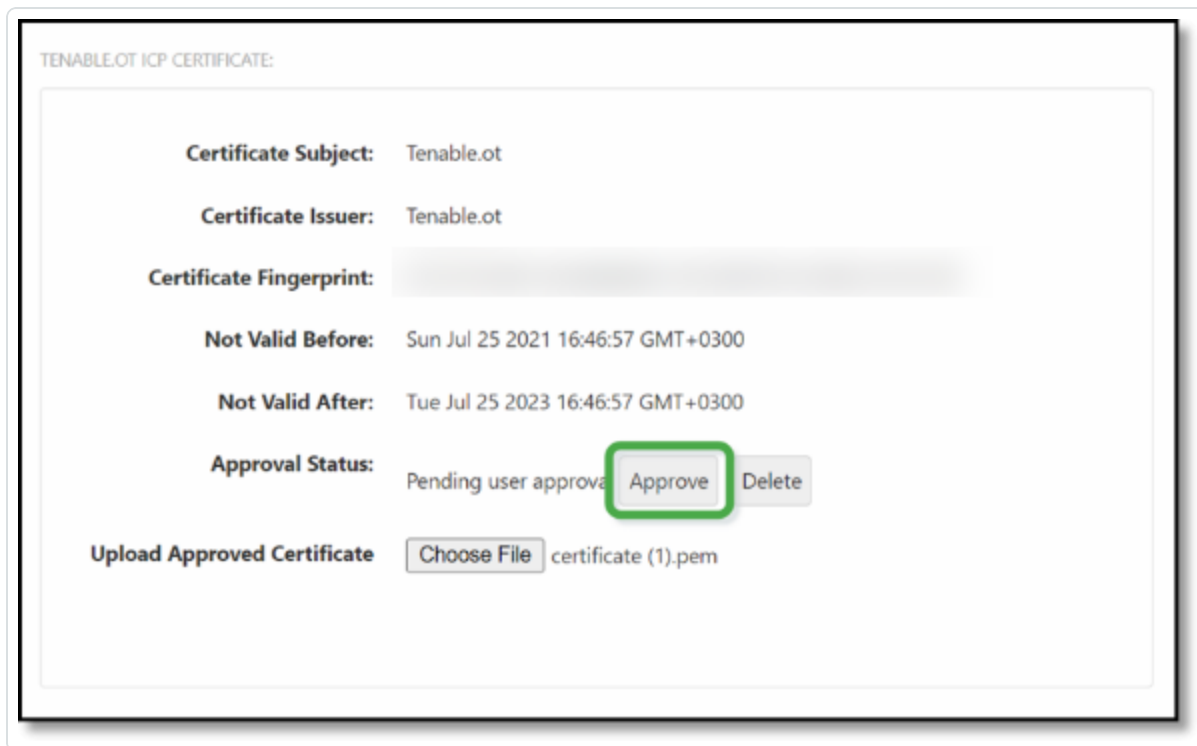 TENABLE.OT ICP CERTIFICATE:
Certificate Subject: Tenable.ot
Certificate Issuer: Tenable.ot
Certificate Fingerprint:
Not Valid Before: Sun Jul 25 2021 16:46:57 GMT+0300
Not Valid After: Tue Jul 25 2023 16:46:57 GMT+0300
Approval Status: Pending user approva Approve Delete
Upload Approved Certificate Choose File certificate (1).pem